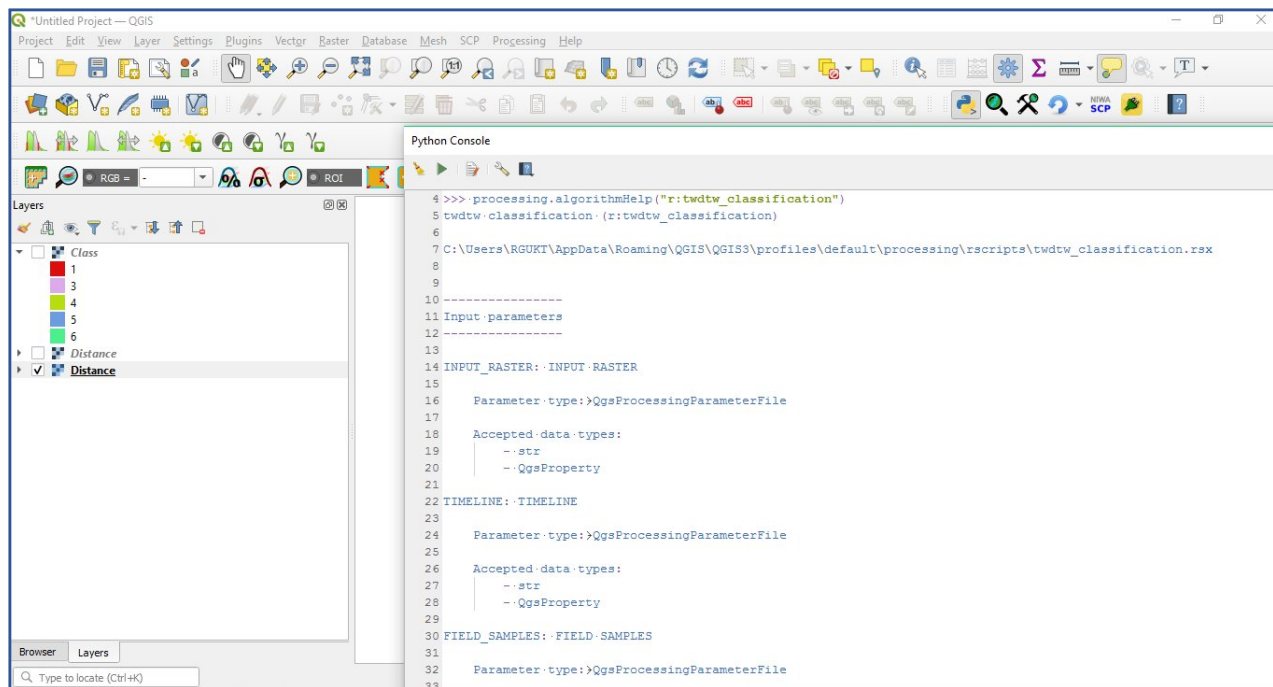 *Untitled Project — QGIS
Project Edit View Layer Settings Plugins Vector Raster Database Mesh SCP Processing Help
NIWA
SCP
Python Console
RGB =
-
ROI
Layers
Class
1
3
4
5
6
Distance
Distance
Browser
Layers
Type to locate (Ctrl+K)
4 >>> processing.algorithmHelp("r:twdtw_classification")
5 twdtw classification (r:twdtw_classification)
6
7 C:\Users\RGUKT\AppData\Roaming\QGIS\QGIS3\profiles\default\processing\rscripts\twdtw_classification.rsx
8
9
10 ----------------
11 Input parameters
12 ----------------
13
14 INPUT_RASTER: INPUT RASTER
15
16 Parameter type: QgsProcessingParameterFile
17
18 Accepted data types:
19 - str
20 - QgsProperty
21
22 TIMELINE: TIMELINE
23
24 Parameter type: QgsProcessingParameterFile
25
26 Accepted data types:
27 - str
28 - QgsProperty
29
30 FIELD_SAMPLES: FIELD SAMPLES
31
32 Parameter type: QgsProcessingParameterFile
33